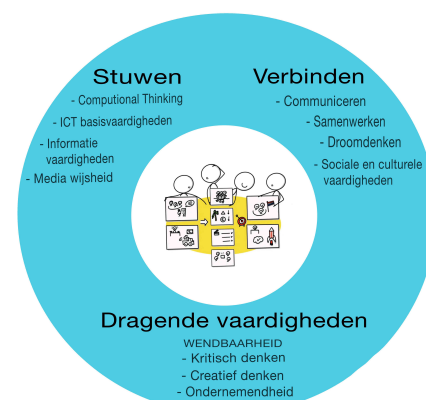 Stuwen
- Computional Thinking
- ICT basisvaardigheden
- Informatie
vaardigheden
- Media wijsheid
Verbinden
- Communiceren
- Samenwerken
- Droomdenken
- Sociale en culturele
vaardigheden
Dragende vaardigheden
WENDBAARHEID
- Kritisch denken
- Creatief denken
- Ondernemendheid